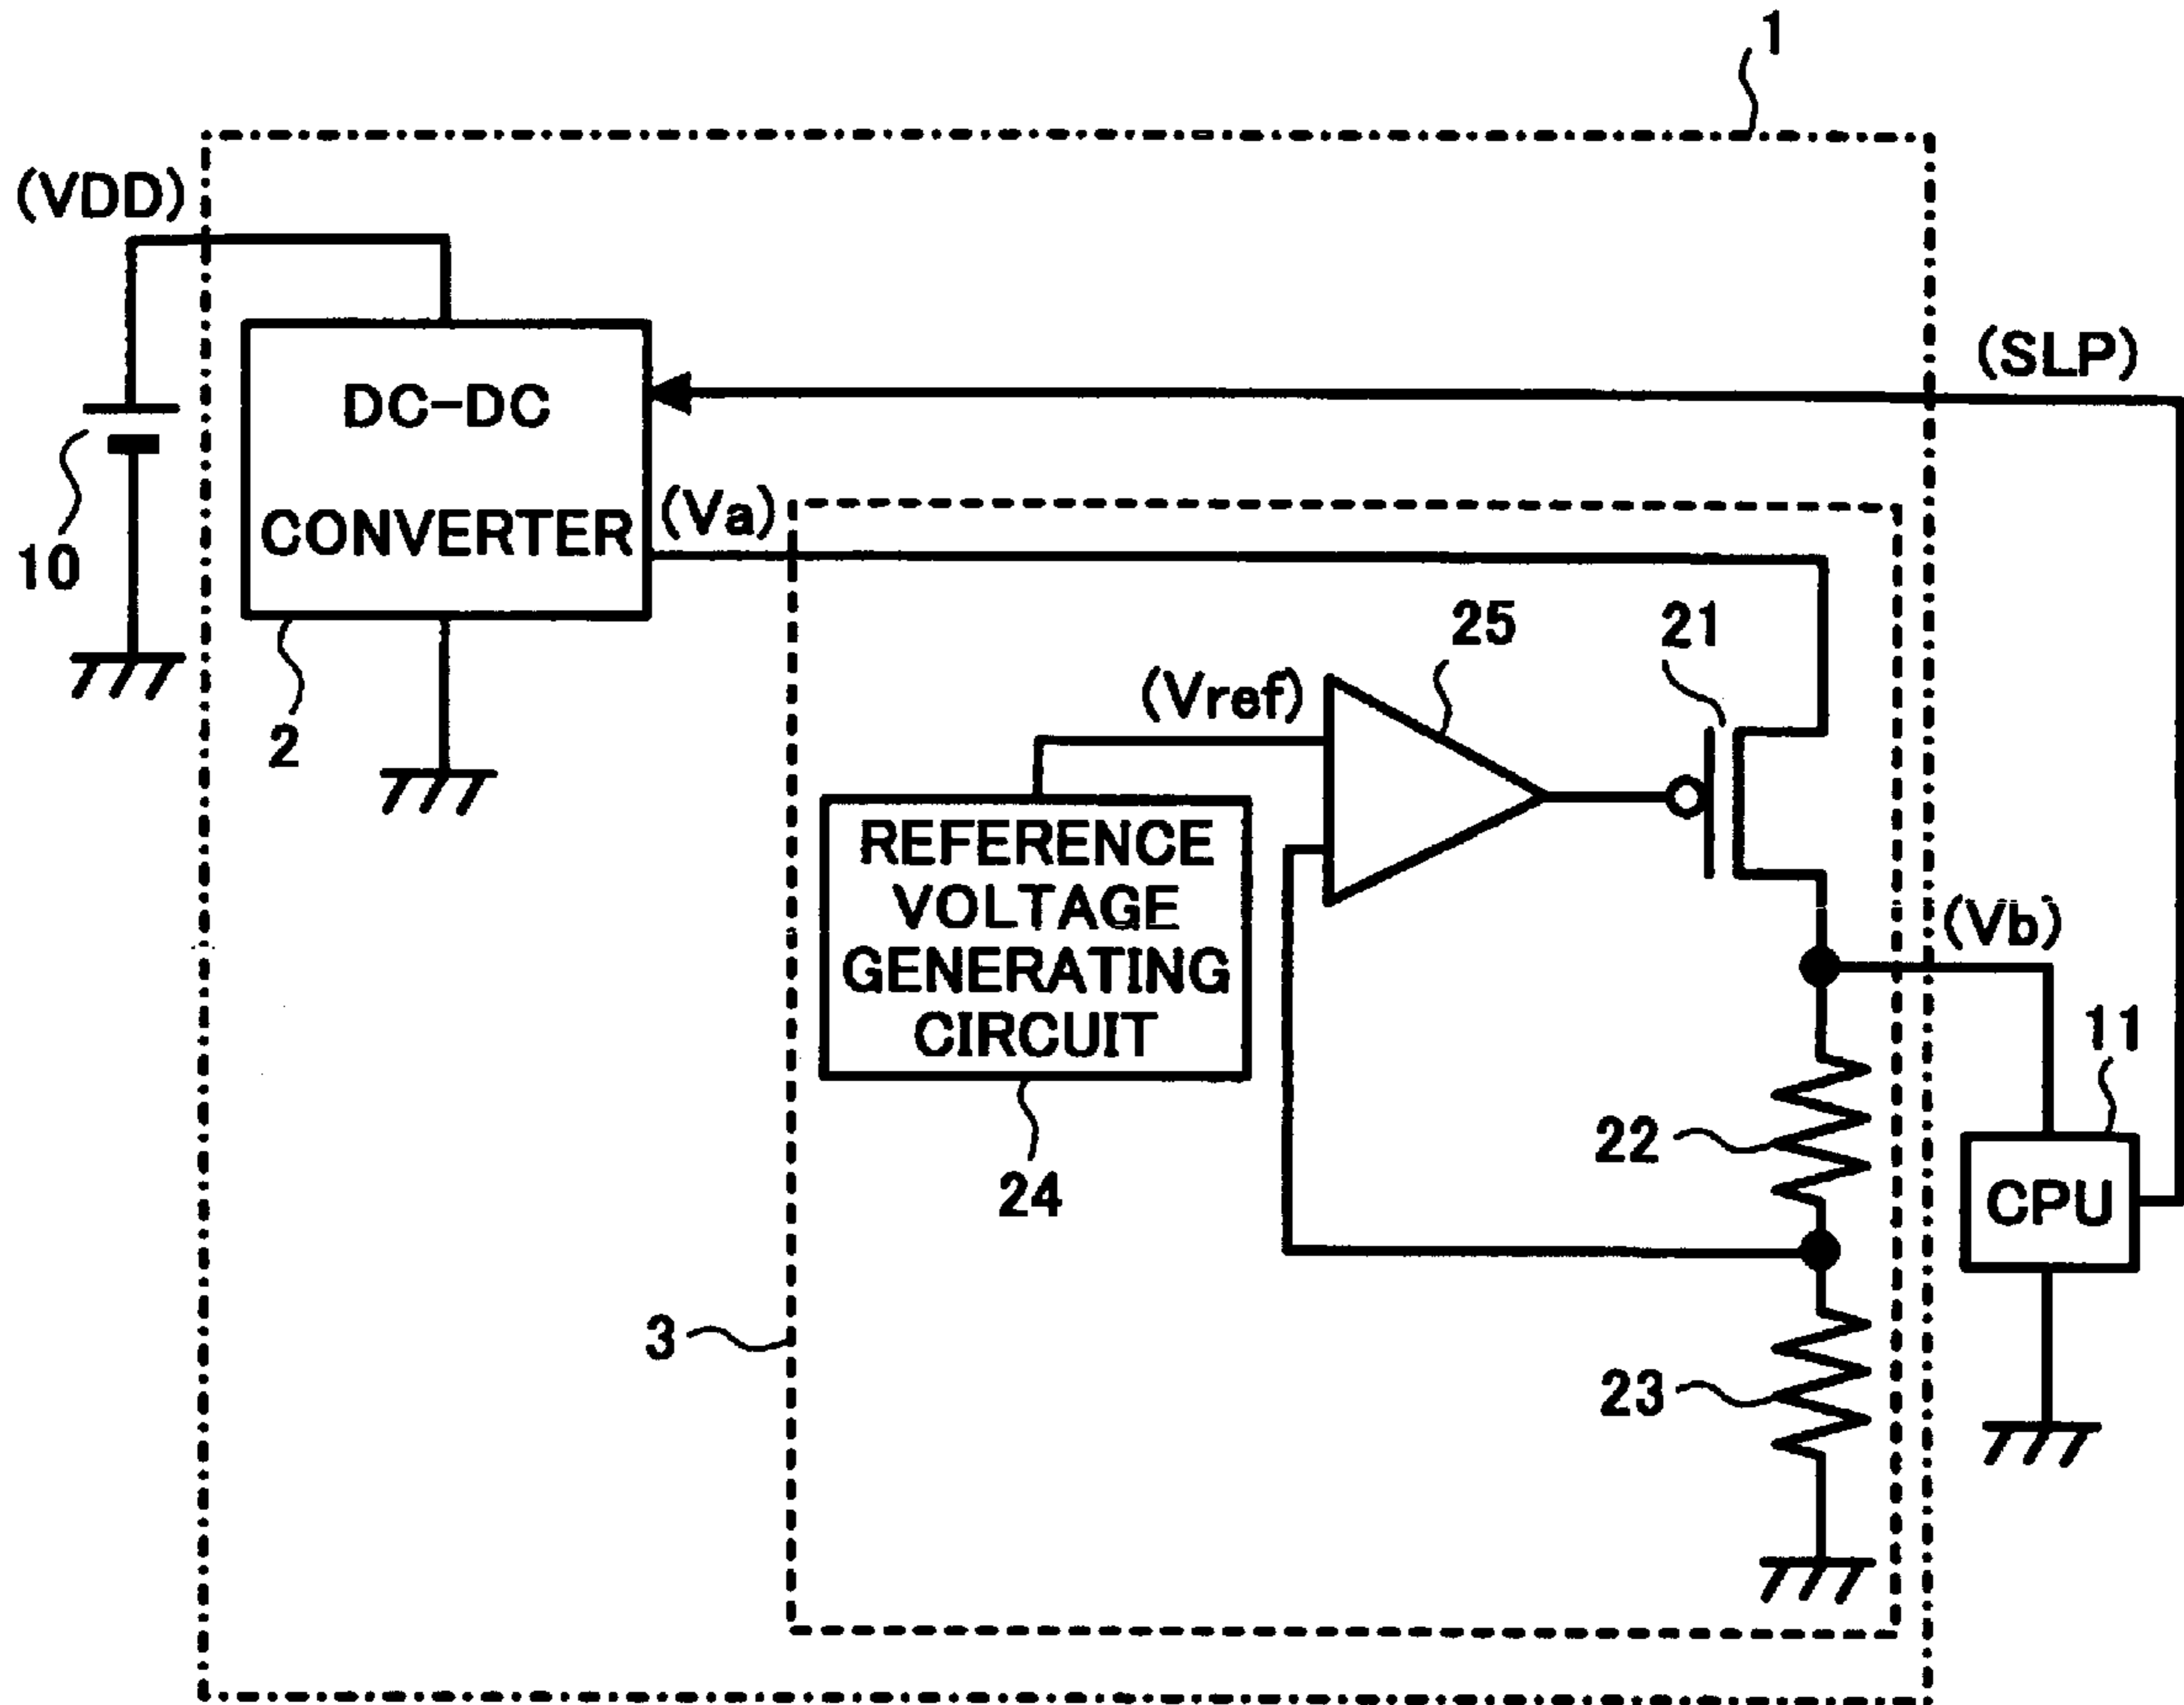 1
(VDD)
(SLP)
DC-DC
CONVERTER
(Va)
10
2
25
21
(Vref)
REFERENCE
VOLTAGE
GENERATING
CIRCUIT
24
(Vb)
11
22
CPU
3
23